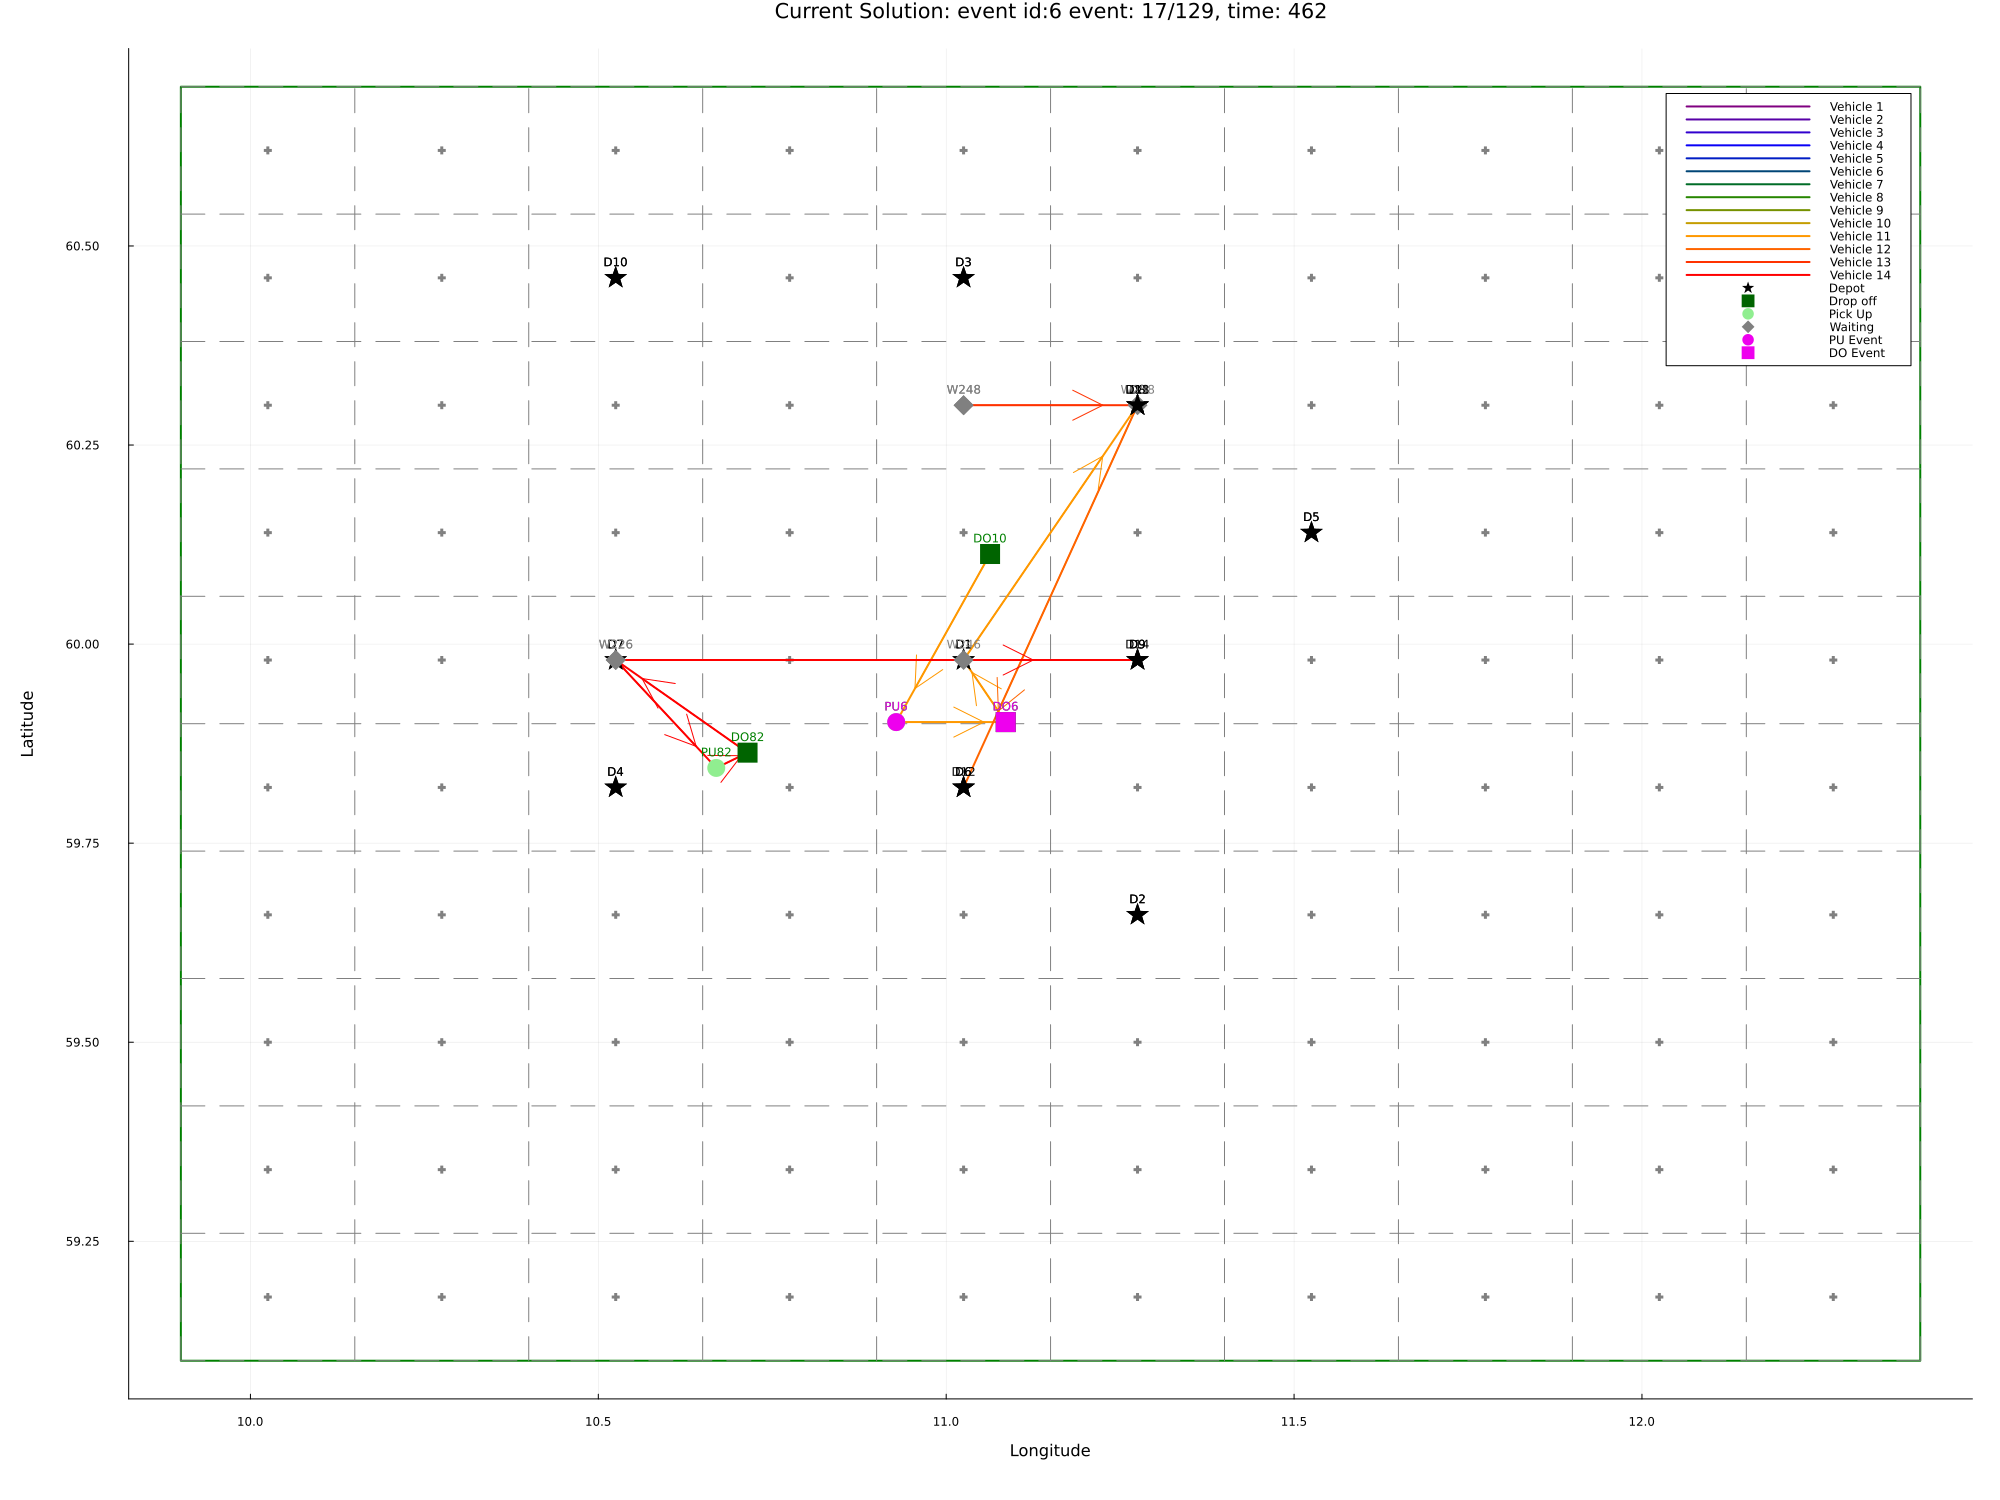 Current Solution: event id:6 event: 17/129, time: 462
Vehicle 1
Vehicle 2
Vehicle 3
Vehicle 4
Vehicle 5
Vehicle 6
Vehicle 7
Vehicle 8
Vehicle 9
Vehicle 10
Vehicle 11
Vehicle 12
Vehicle 13
Vehicle 14
Depot
Drop off
Pick Up
Waiting
PU Event
DO Event
60.50
D10
D3
W248
60.25
D5
DO10
60.00
D1
PU6
DO6
DO82
PU82
D4
59.75
D2
59.50
59.25
10.0
10.5
11.0
11.5
12.0
Latitude
Longitude